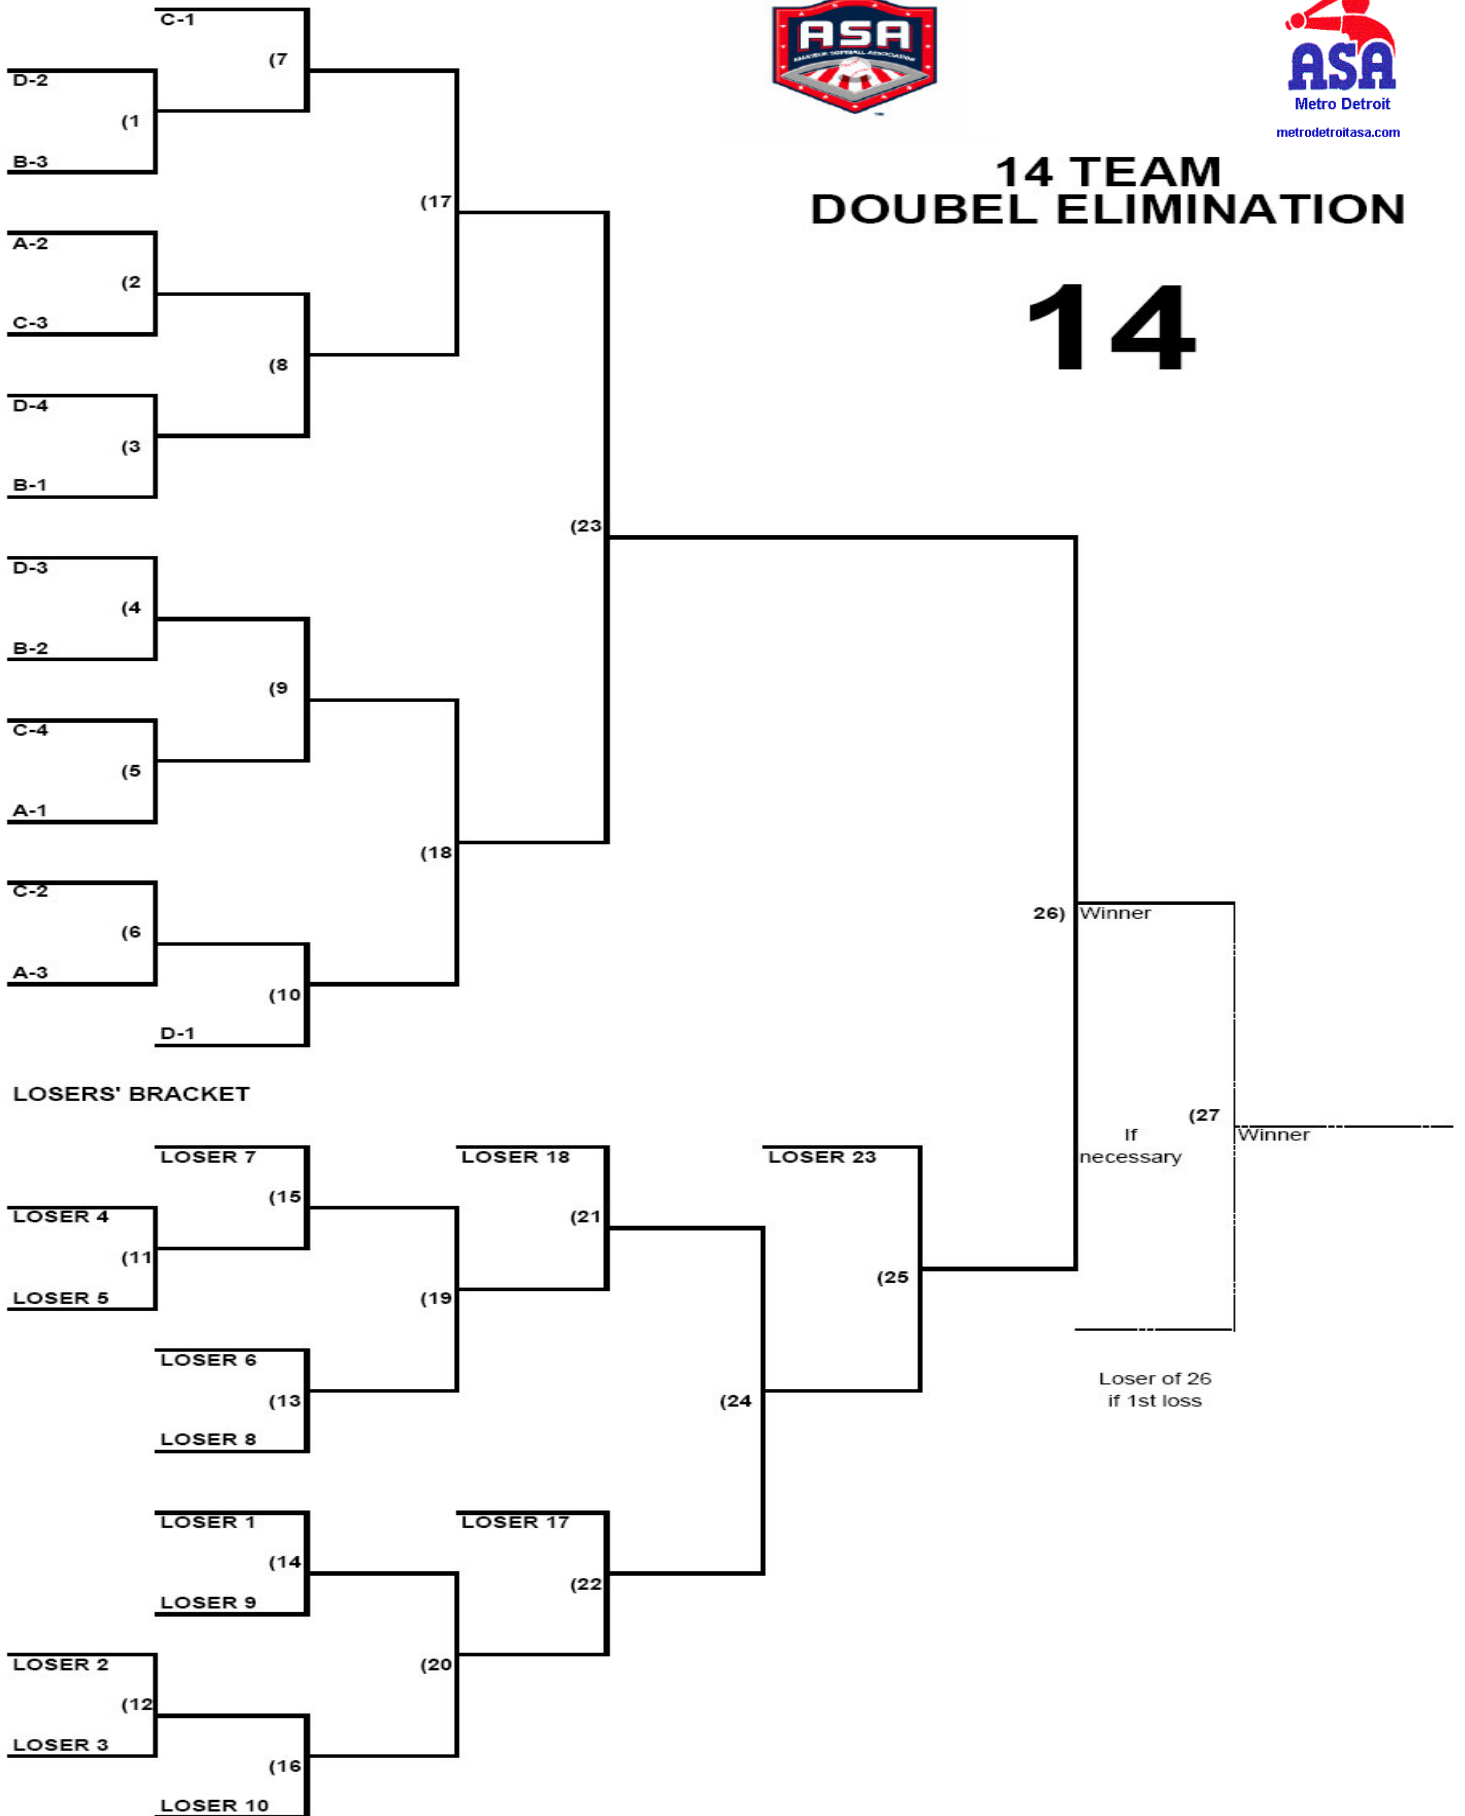 C-1
(7
D-2
(1
B-3
(17
A-2
(2
C-3
(8
D-4
(3
B-1
(23
D-3
(4
B-2
(9
C-4
(5
A-1
(18
C-2
(6
A-3
(10
D-1
ASA
AMATEUR SOFTBALL ASSOCIATION
ASA
Metro Detroit
metrodetroitasa.com
14 TEAM
DOUBEL ELIMINATION
14
26) Winner
(27
If
necessary
Winner
Loser of 26
if 1st loss
LOSERS' BRACKET
LOSER 7
(15
LOSER 4
(11
LOSER 5
(19
LOSER 6
(13
LOSER 8
LOSER 18
(21
LOSER 23
(25
(24
LOSER 1
(14
LOSER 9
LOSER 17
(22
LOSER 2
(12
LOSER 3
(20
(16
LOSER 10